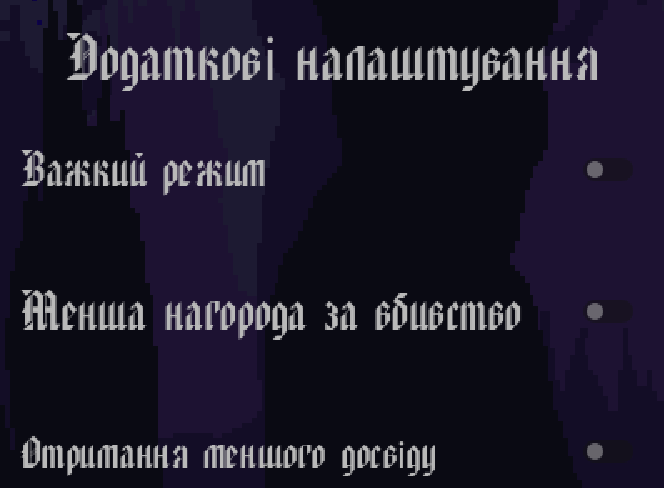 Додаткові налаштування
Важкий режим
Менша нагорода за вбивство
Отримання меншого досвіду